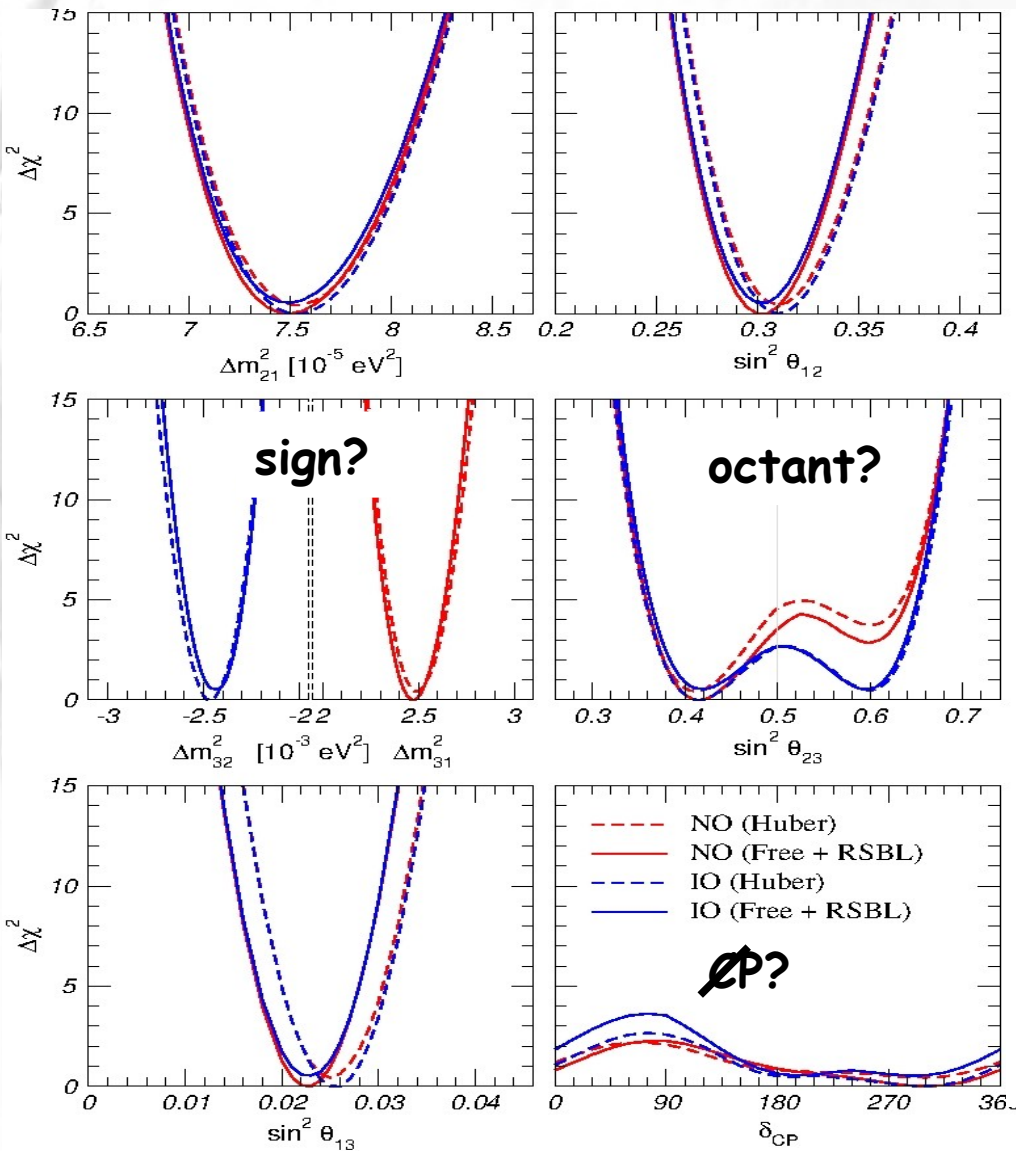 15
10
5
0
Δχ²
6.5 7 7.5 8 8.5
Δm²₂₁ [10⁻⁵ eV²]
0.2 0.25 0.3 0.35 0.4
sin² θ₁₂
15
10
5
0
Δχ²
sign?
-3 -2.5 -2 2 2.5 3
Δm²₃₂ [10⁻³ eV²] Δm²₃₁
octant?
0.3 0.4 0.5 0.6 0.7
sin² θ₂₃
15
10
5
0
Δχ²
0 0.01 0.02 0.03 0.04
sin² θ₁₃
NO (Huber)
NO (Free + RSBL)
IO (Huber)
IO (Free + RSBL)
CP?
0 90 180 270
δCP